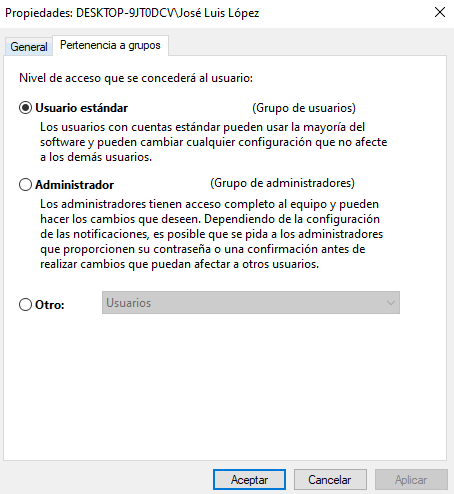 Propiedades: DESKTOP-9JT0DCV\José Luis López
General
Pertenencia a grupos
Nivel de acceso que se concederá al usuario:
Usuario estándar (Grupo de usuarios)
Los usuarios con cuentas estándar pueden usar la mayoría del
software y pueden cambiar cualquier configuración que no afecte
a los demás usuarios.
Administrador (Grupo de administradores)
Los administradores tienen acceso completo al equipo y pueden
hacer los cambios que deseen. Dependiendo de la configuración
de las notificaciones, es posible que se pida a los administradores
que proporcionen su contraseña o una confirmación antes de
realizar cambios que puedan afectar a otros usuarios.
Otro: Usuarios
Aceptar Cancelar Aplicar